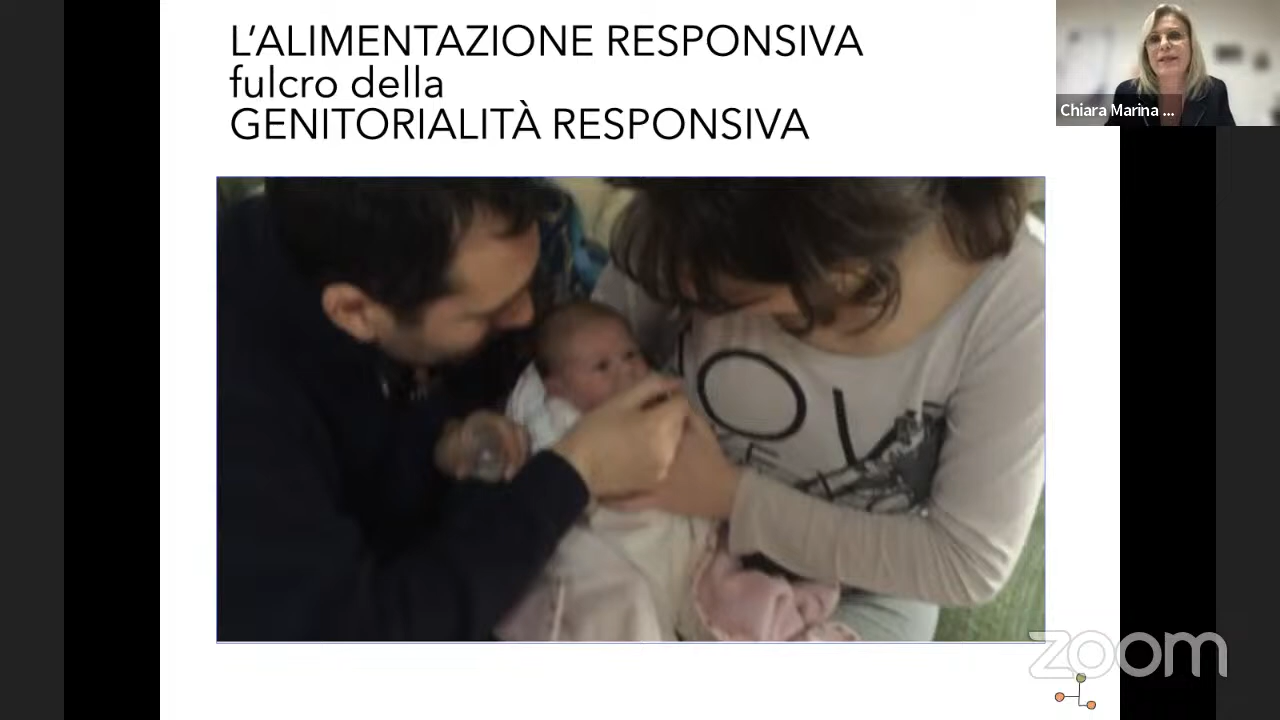 L'ALIMENTAZIONE RESPONSIVA
fulcro della
GENITORIALITÀ RESPONSIVA
Chiara Marina ...
zoom